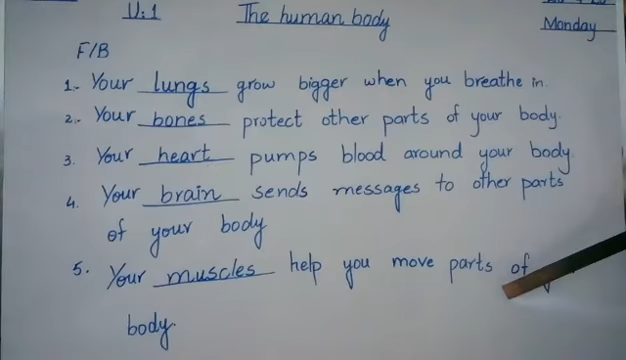 U:1 The human body
Monday
F/B
1.- Your lungs grow bigger when you breathe in.
2.- Your bones protect other parts of your body.
3. Your heart pumps blood around your body
4. Your brain sends messages to other parts
of your body
5. Your muscles help you move parts of
body.